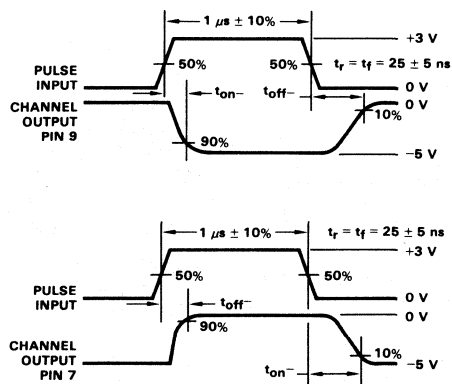 1 μs ± 10%
+3 V
50%
50%
tr = tf = 25 ± 5 ns
PULSE
INPUT
ton-
toff-
0 V
CHANNEL
OUTPUT
PIN 9
0 V
10%
90%
−5 V
1 μs ± 10%
tr = tf = 25 ± 5 ns
+3 V
50%
50%
PULSE
INPUT
toff-
0 V
0 V
90%
CHANNEL
OUTPUT
PIN 7
10%
−5 V
ton-